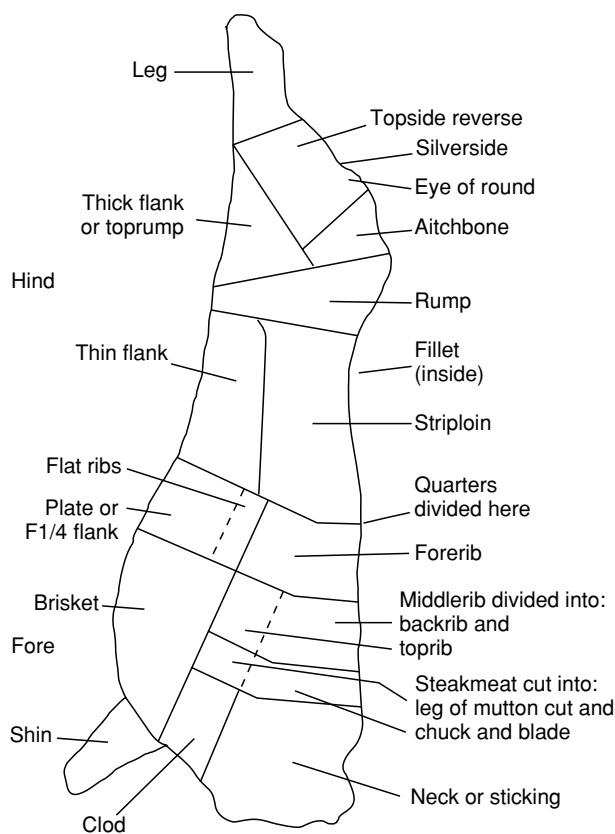 Leg
Topside reverse
Silverside
Eye of round
Thick flank
or toprump
Aitchbone
Hind
Rump
Thin flank
Fillet
(inside)
Striploin
Flat ribs
Quarters
divided here
Plate or
F1/4 flank
Forerib
Brisket
Middlerib divided into:
backrib and
toprib
Fore
Steakmeat cut into:
leg of mutton cut and
chuck and blade
Shin
Neck or sticking
Clod